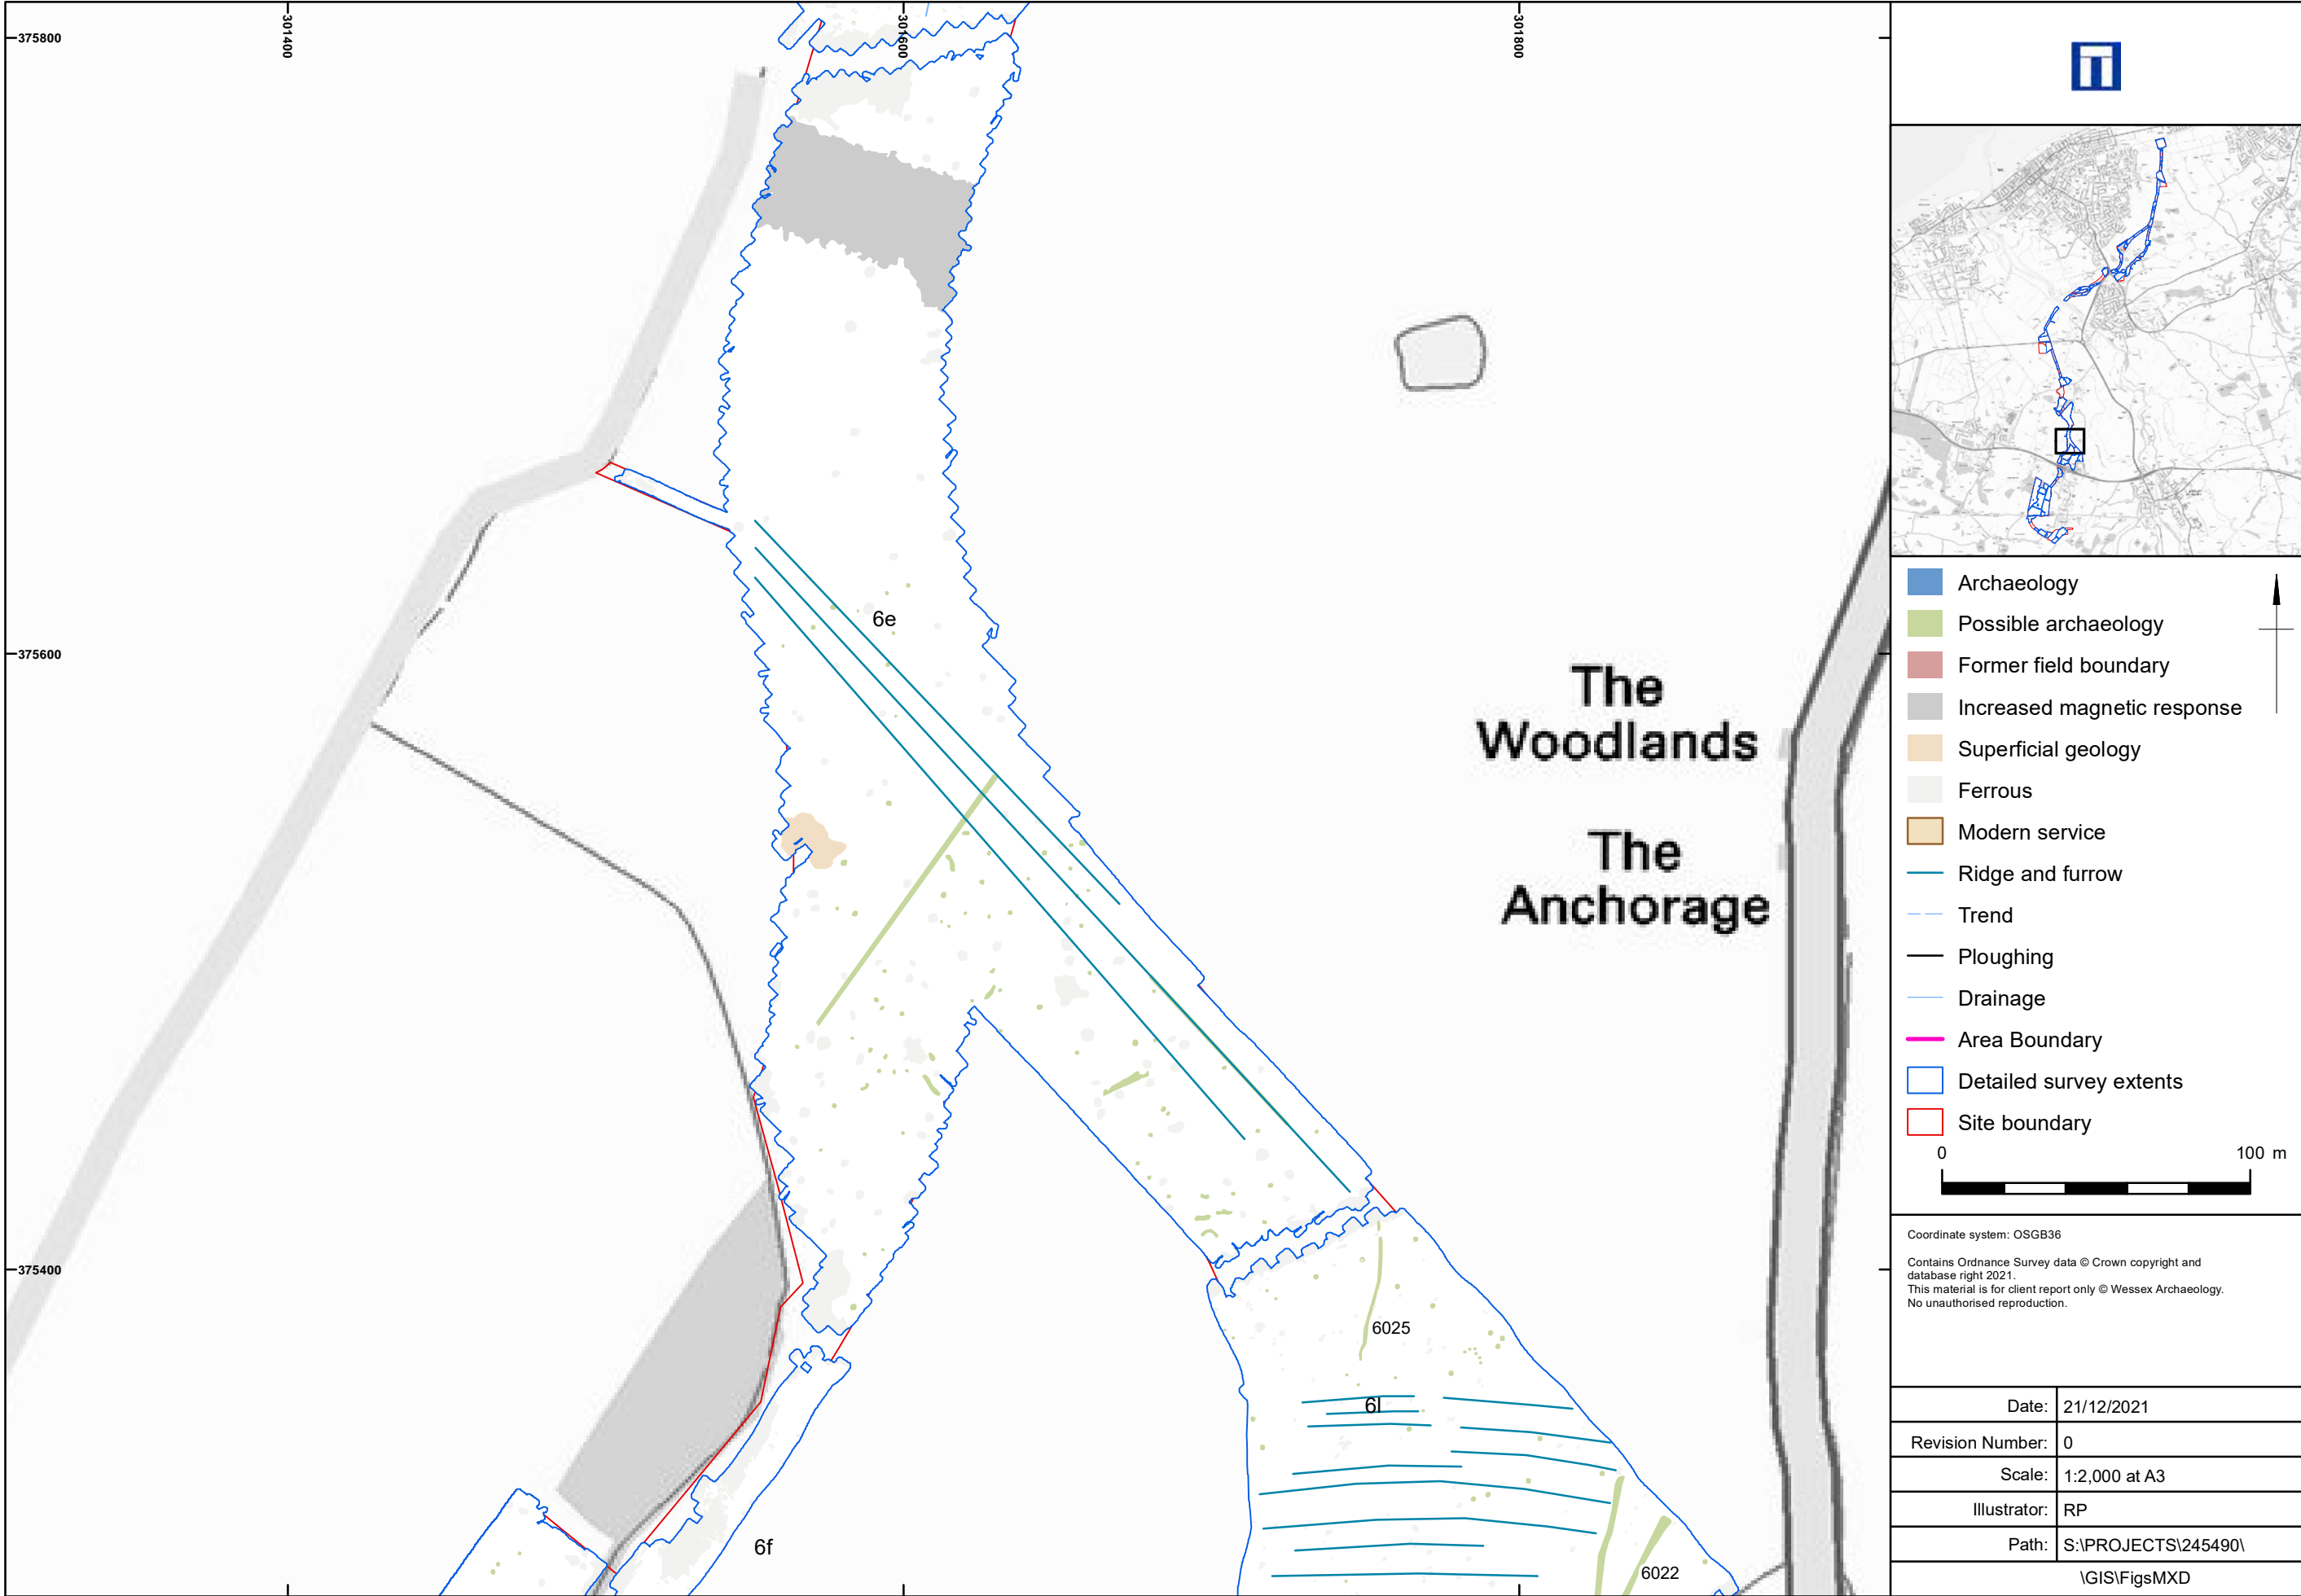 375800
301400
301600
301800
375600
6e
The
Woodlands
The
Anchorage
375400
6025
6l
6f
6022
Archaeology
Possible archaeology
Former field boundary
Increased magnetic response
Superficial geology
Ferrous
Modern service
Ridge and furrow
Trend
Ploughing
Drainage
Area Boundary
Detailed survey extents
Site boundary
0 100 m
Coordinate system: OSGB36
Contains Ordnance Survey data © Crown copyright and
database right 2021.
This material is for client report only © Wessex Archaeology.
No unauthorised reproduction.
Date: 21/12/2021
Revision Number: 0
Scale: 1:2,000 at A3
Illustrator: RP
Path: S:\PROJECTS\245490\
\GIS\FigsMXD